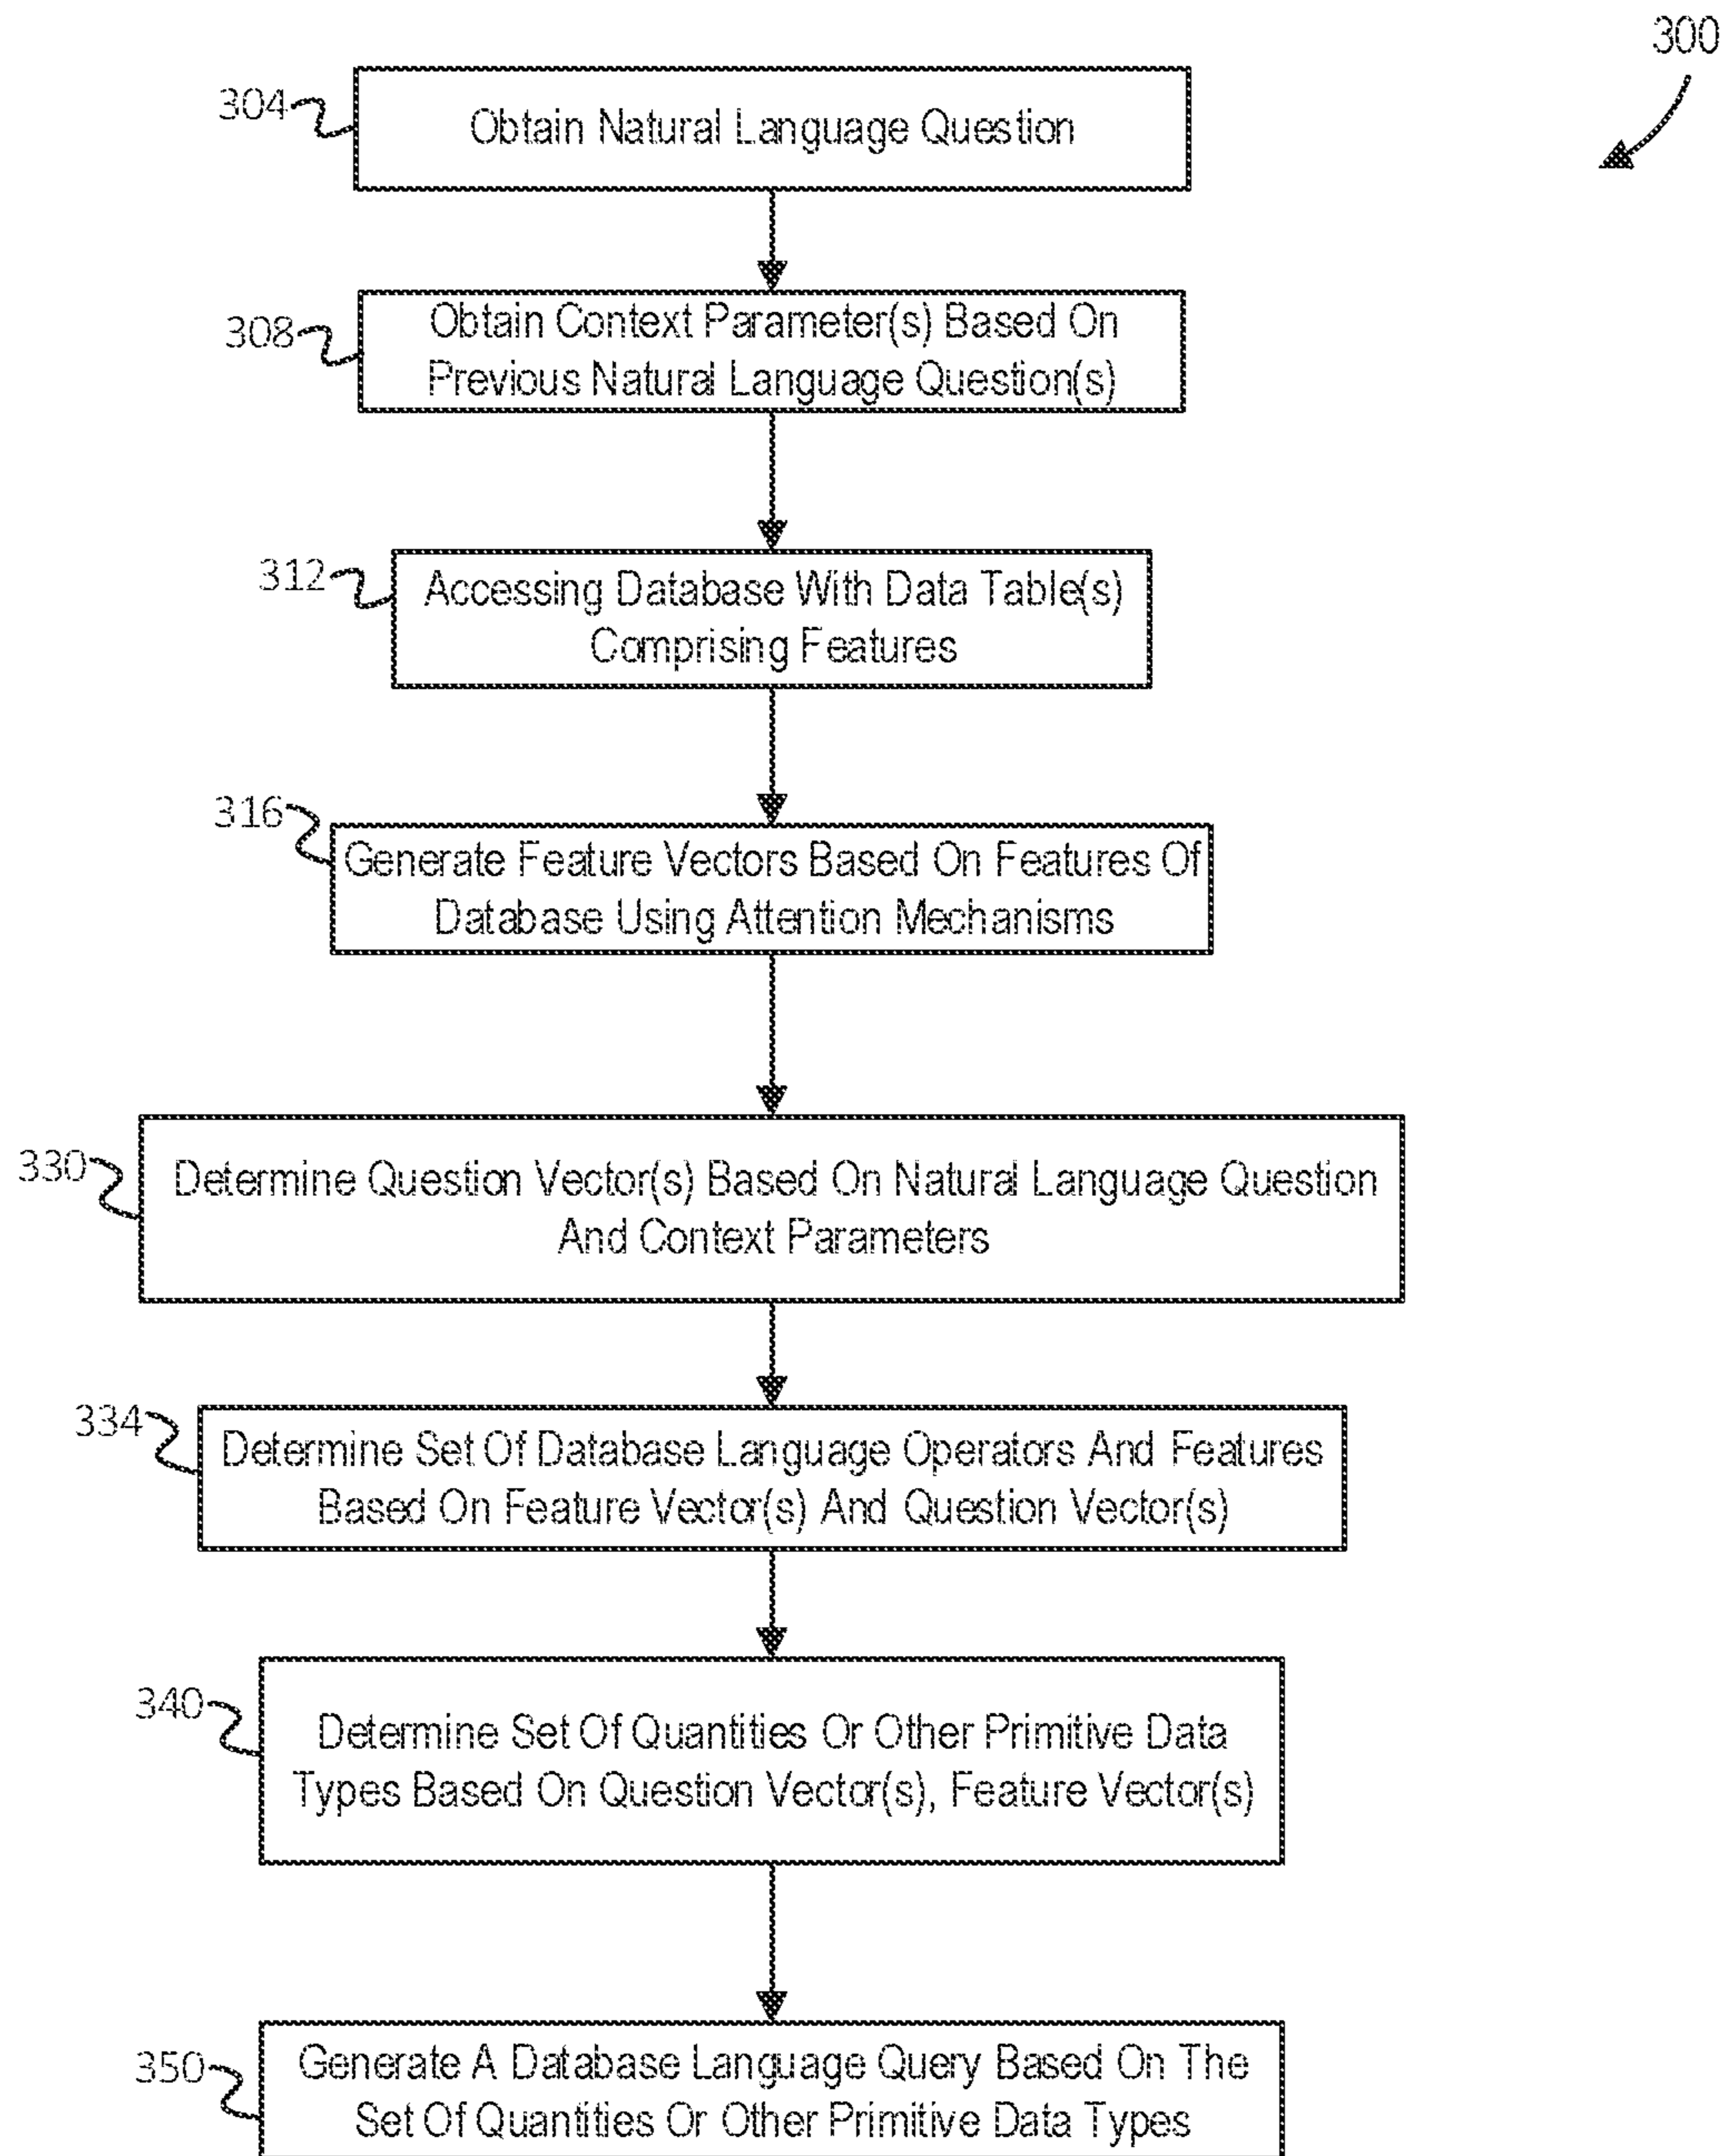 300
304
Obtain Natural Language Question
308
Obtain Context Parameter(s) Based On
Previous Natural Language Question(s)
312
Accessing Database With Data Table(s)
Comprising Features
316
Generate Feature Vectors Based On Features Of
Database Using Attention Mechanisms
330
Determine Question Vector(s) Based On Natural Language Question
And Context Parameters
334
Determine Set Of Database Language Operators And Features
Based On Feature Vector(s) And Question Vector(s)
340
Determine Set Of Quantities Or Other Primitive Data
Types Based On Question Vector(s), Feature Vector(s)
350
Generate A Database Language Query Based On The
Set Of Quantities Or Other Primitive Data Types